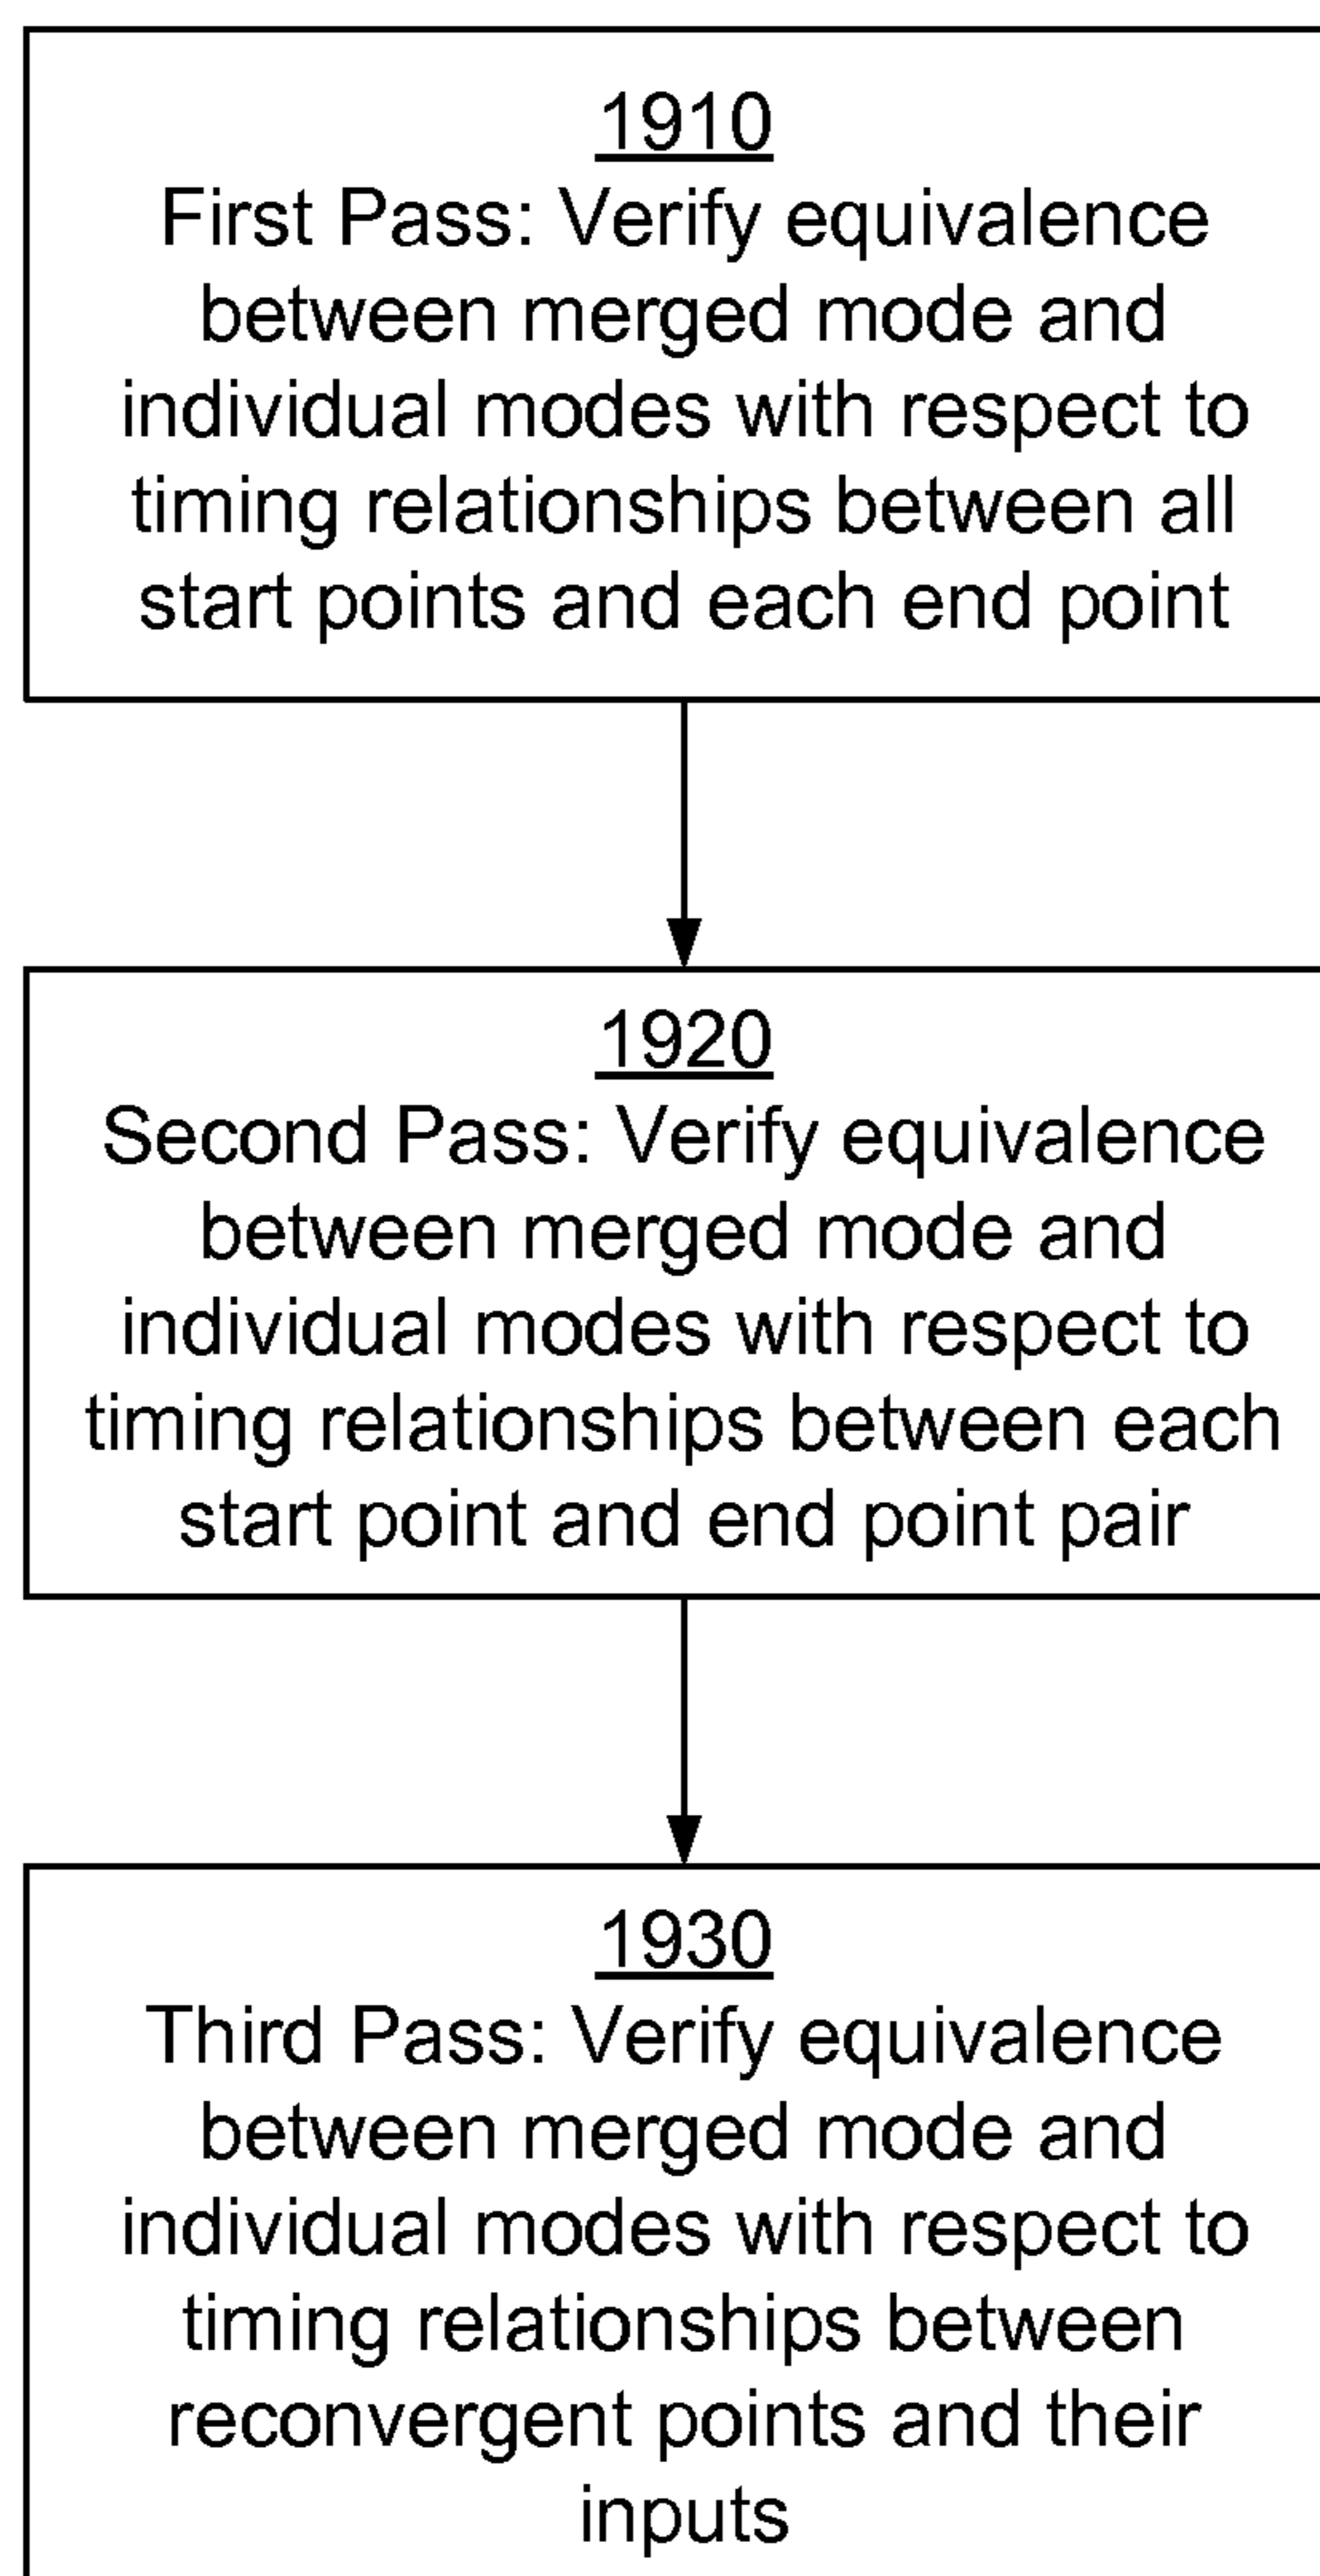 1910
First Pass: Verify equivalence
between merged mode and
individual modes with respect to
timing relationships between all
start points and each end point
1920
Second Pass: Verify equivalence
between merged mode and
individual modes with respect to
timing relationships between each
start point and end point pair
1930
Third Pass: Verify equivalence
between merged mode and
individual modes with respect to
timing relationships between
reconvergent points and their
inputs